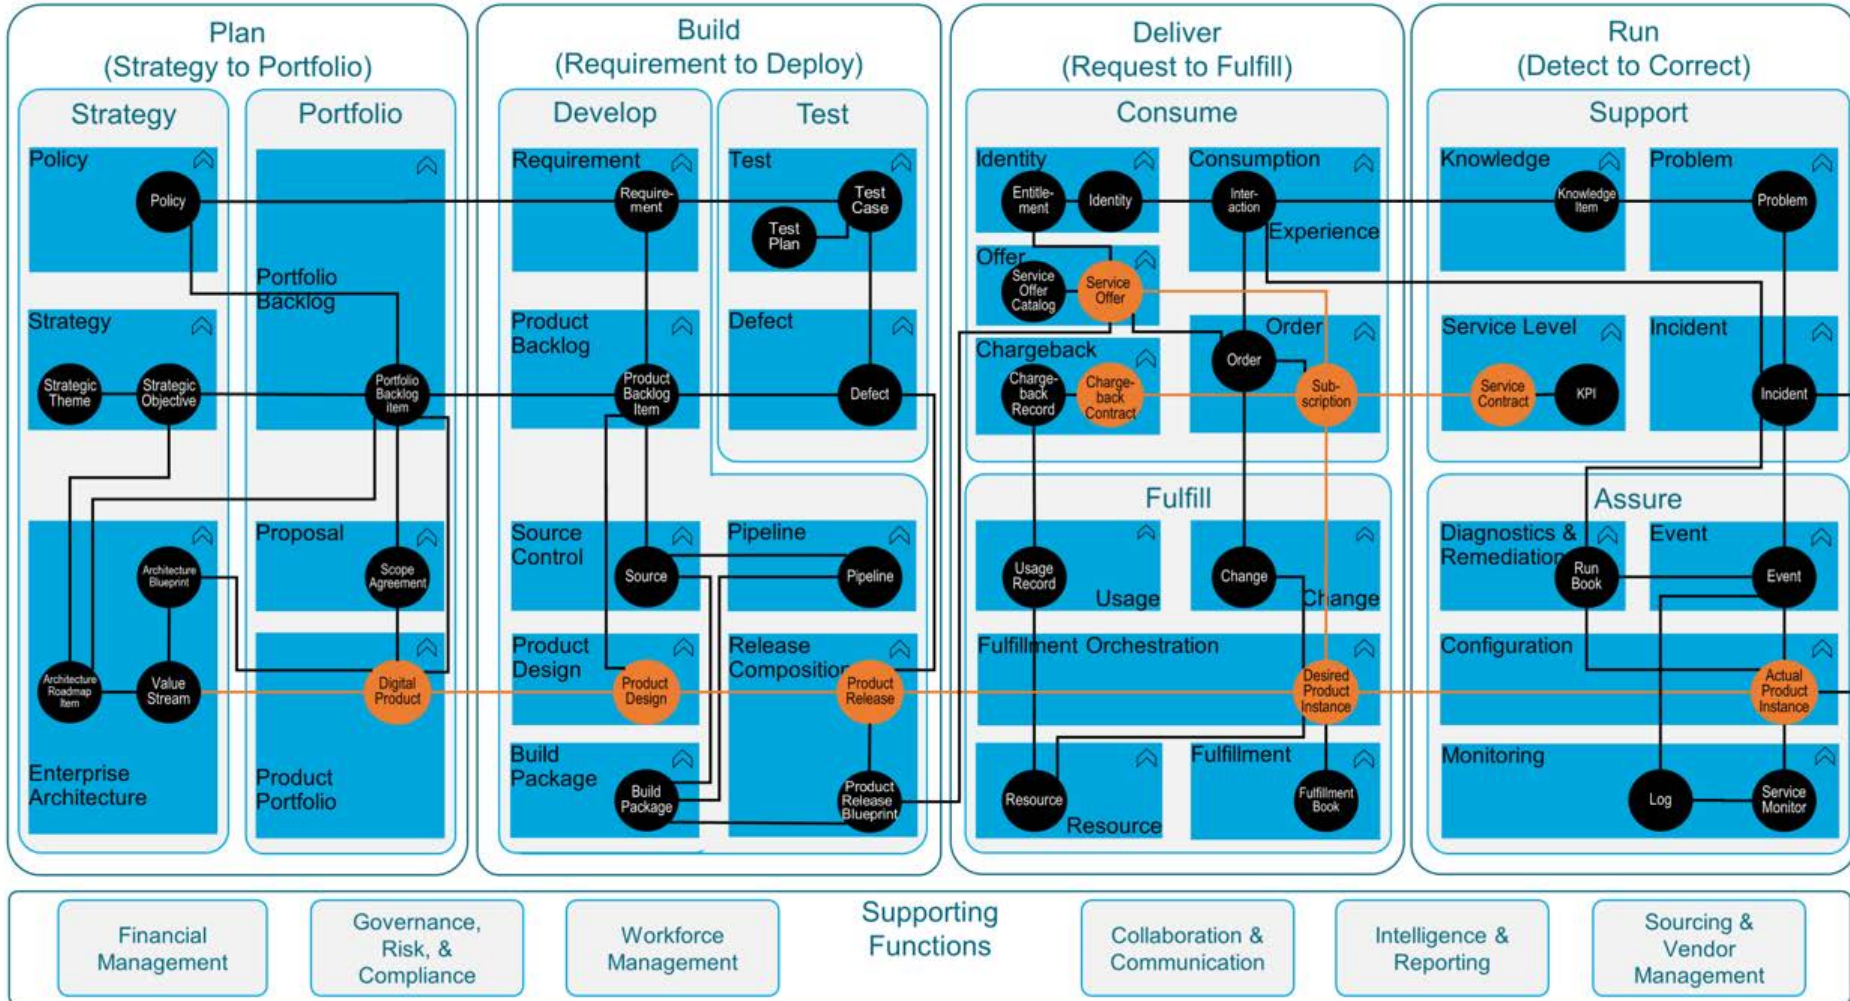 Plan
(Strategy to Portfolio)
Strategy
Portfolio
Policy
Policy
Portfolio
Backlog
Strategy
Strategic
Theme
Strategic
Objective
Portfolio
Backlog
item
Architecture
Blueprint
Proposal
Scope
Agreement
Architecture
Roadmap
Item
Value
Stream
Digital
Product
Enterprise
Architecture
Product
Portfolio
Build
(Requirement to Deploy)
Develop
Test
Requirement
Require-
ment
Test
Test
Case
Test
Plan
Product
Backlog
Product
Backlog
Item
Defect
Defect
Source
Control
Source
Pipeline
Pipeline
Product
Design
Product
Design
Release
Composition
Product
Release
Build
Package
Build
Package
Product
Release
Blueprint
Deliver
(Request to Fulfill)
Consume
Identity
Entitle-
ment
Identity
Consumption
Inter-
action
Experience
Offer
Service
Offer
Catalog
Service
Offer
Order
Order
Sub-
scription
Chargeback
Charge-
back
Record
Charge-
back
Contract
Fulfill
Usage
Record
Usage
Change
Change
Fulfillment Orchestration
Desired
Product
Instance
Resource
Resource
Fulfillment
Fulfillment
Book
Run
(Detect to Correct)
Support
Knowledge
Knowledge
Item
Problem
Problem
Service Level
Service
Contract
KPI
Incident
Incident
Assure
Diagnostics &
Remediation
Run
Book
Event
Event
Configuration
Actual
Product
Instance
Monitoring
Log
Service
Monitor
Financial
Management
Governance,
Risk, &
Compliance
Workforce
Management
Supporting
Functions
Collaboration &
Communication
Intelligence &
Reporting
Sourcing &
Vendor
Management